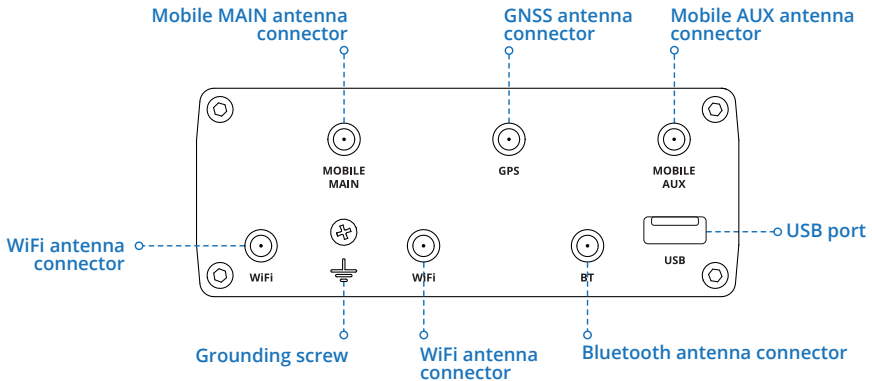 Mobile MAIN antenna
connector
GNSS antenna
connector
Mobile AUX antenna
connector
MOBILE
MAIN
GPS
MOBILE
AUX
WiFi antenna
connector
USB port
WiFi
WiFi
BT
USB
Grounding screw
WiFi antenna
connector
Bluetooth antenna connector